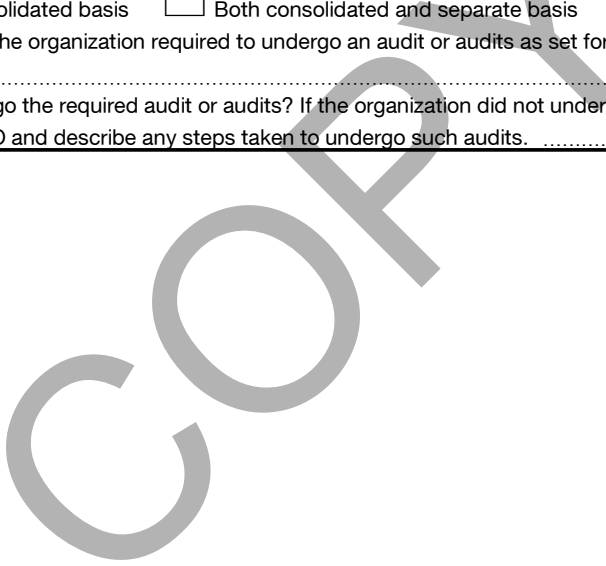 olidated basis Both consolidated and separate basis
he organization required to undergo an audit or audits as set for
go the required audit or audits? If the organization did not under
O and describe any steps taken to undergo such audits.
COPY